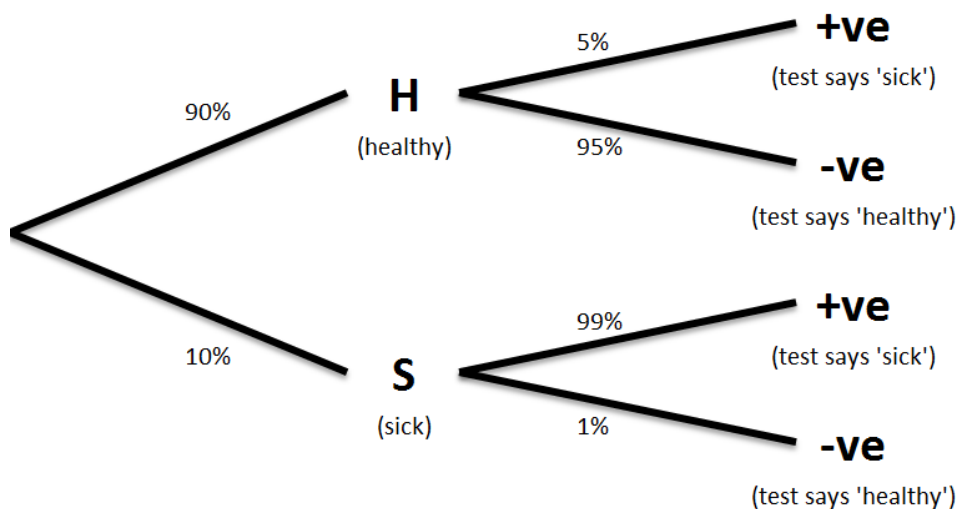 +ve
5%
(test says 'sick')
H
90%
(healthy)
95%
-ve
(test says 'healthy')
+ve
99%
(test says 'sick')
10%
S
(sick)
1%
-ve
(test says 'healthy')